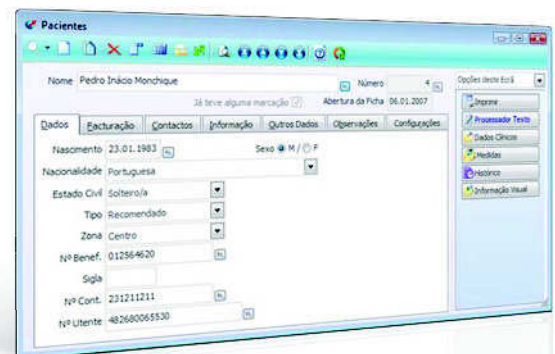 Pacientes
Nome Pedro Inácio Monchique Número 4
Já teve alguma marcação Abertura da Ficha 06.01.2007
Dados Facturação Contactos Informação Outros Dados Observações Configurações
Nascimento 23.01.1983 Sexo M / F
Nacionalidade Portuguesa
Estado Civil Solteiro/a
Tipo Recomendado
Zona Centro
Nº Benef. 012564620
Sigla
Nº Cont. 231211211
Nº Utente 482680065530
Opções deste Ecrã
Imprimir
Processador Texto
Dados Clínicos
Medidas
Histórico
Informação Visual